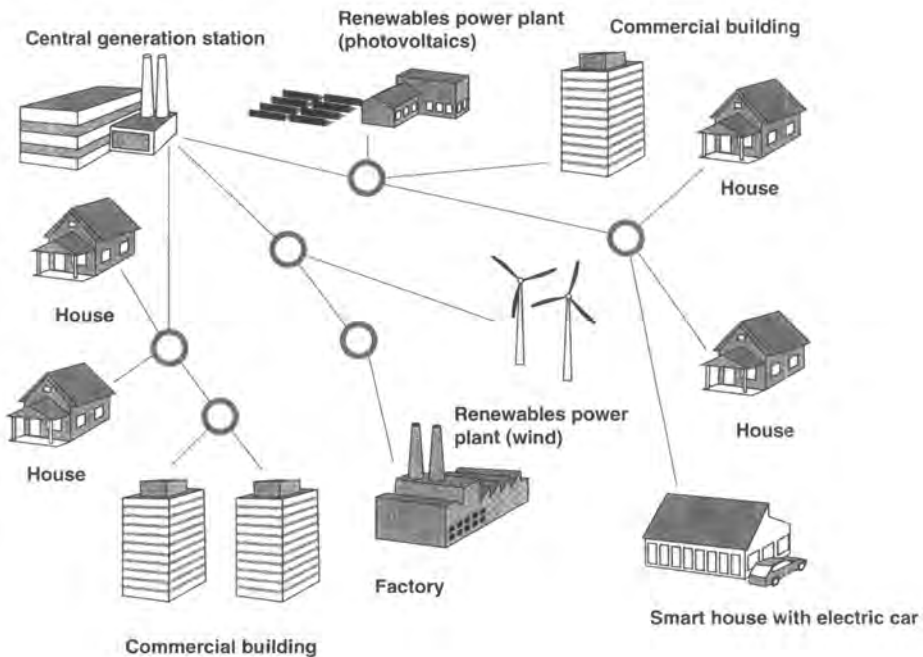 Central generation station
Renewables power plant
(photovoltaics)
Commercial building
House
House
House
Renewables power
plant (wind)
House
Factory
Smart house with electric car
Commercial building